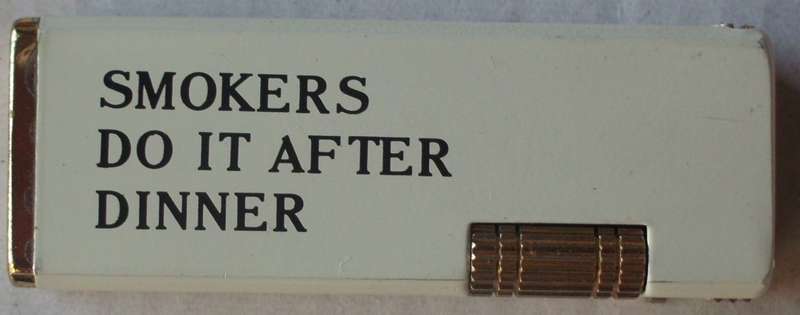 SMOKERS
DO IT AFTER
DINNER